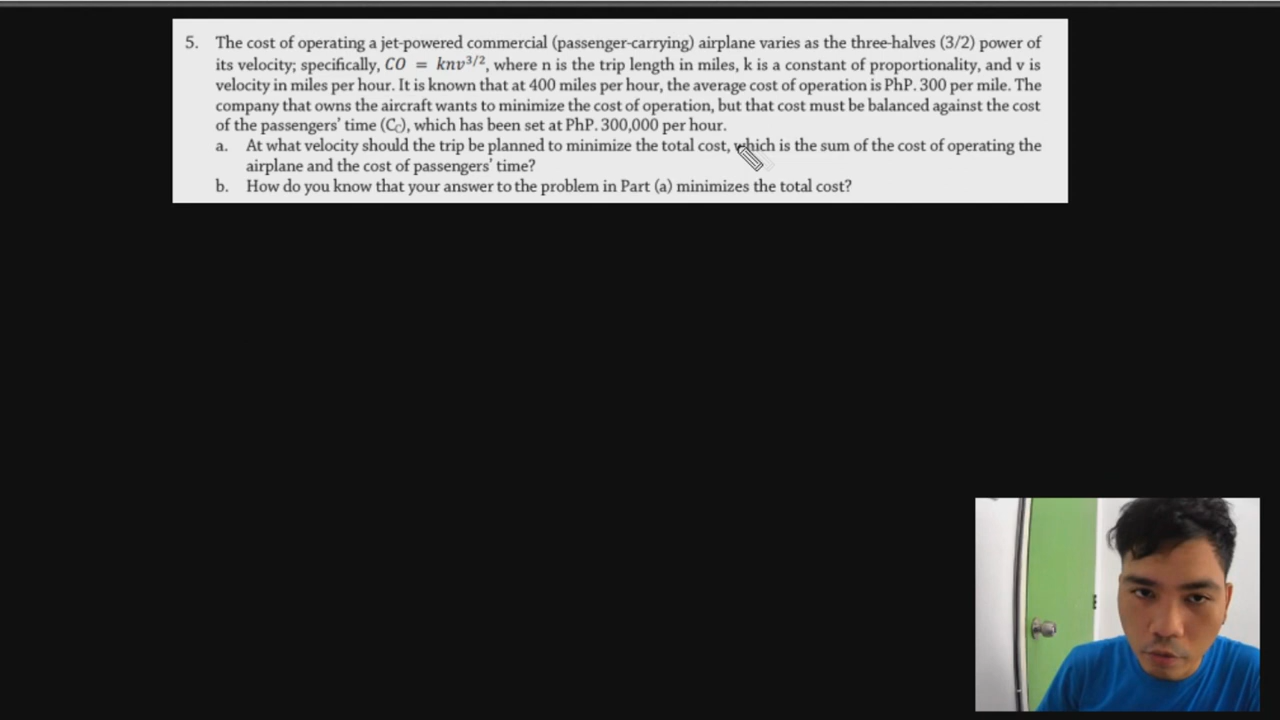 5. The cost of operating a jet-powered commercial (passenger-carrying) airplane varies as the three-halves (3/2) power of
its velocity; specifically, CO = knv^3/2, where n is the trip length in miles, k is a constant of proportionality, and v is
velocity in miles per hour. It is known that at 400 miles per hour, the average cost of operation is PhP. 300 per mile. The
company that owns the aircraft wants to minimize the cost of operation, but that cost must be balanced against the cost
of the passengers' time (Cc), which has been set at PhP. 300,000 per hour.
a. At what velocity should the trip be planned to minimize the total cost, which is the sum of the cost of operating the
airplane and the cost of passengers' time?
b. How do you know that your answer to the problem in Part (a) minimizes the total cost?